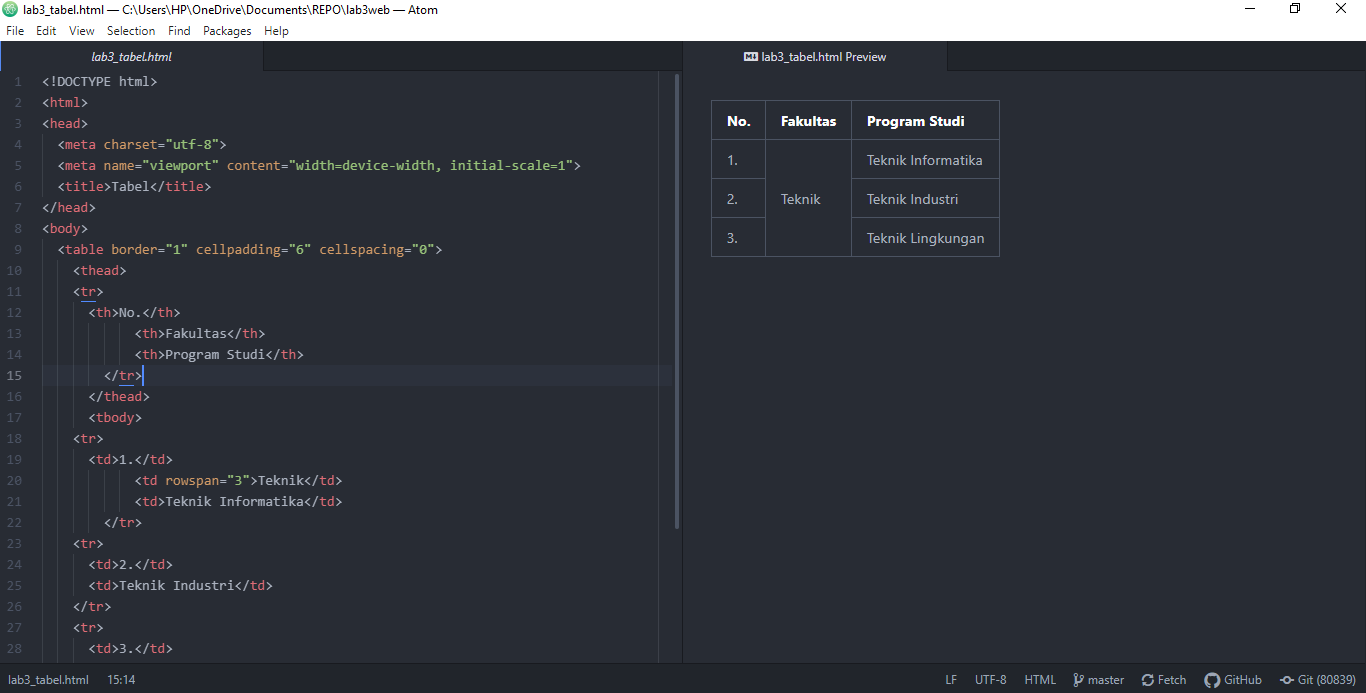 lab3_tabel.html — C:\Users\HP\OneDrive\Documents\REPO\lab3web — Atom
File Edit View Selection Find Packages Help
lab3_tabel.html
1 <!DOCTYPE html>
2 <html>
3 <head>
4 <meta charset="utf-8">
5 <meta name="viewport" content="width=device-width, initial-scale=1">
6 <title>Tabel</title>
7 </head>
8 <body>
9 <table border="1" cellpadding="6" cellspacing="0">
10 <thead>
11 <tr>
12 <th>No.</th>
13 <th>Fakultas</th>
14 <th>Program Studi</th>
15 </tr>
16 </thead>
17 <tbody>
18 <tr>
19 <td>1.</td>
20 <td rowspan="3">Teknik</td>
21 <td>Teknik Informatika</td>
22 </tr>
23 <tr>
24 <td>2.</td>
25 <td>Teknik Industri</td>
26 </tr>
27 <tr>
28 <td>3.</td>
lab3_tabel.html Preview
No. Fakultas Program Studi
1. Teknik Informatika
2. Teknik Teknik Industri
3. Teknik Lingkungan
lab3_tabel.html 15:14 LF UTF-8 HTML master Fetch GitHub Git (80839)